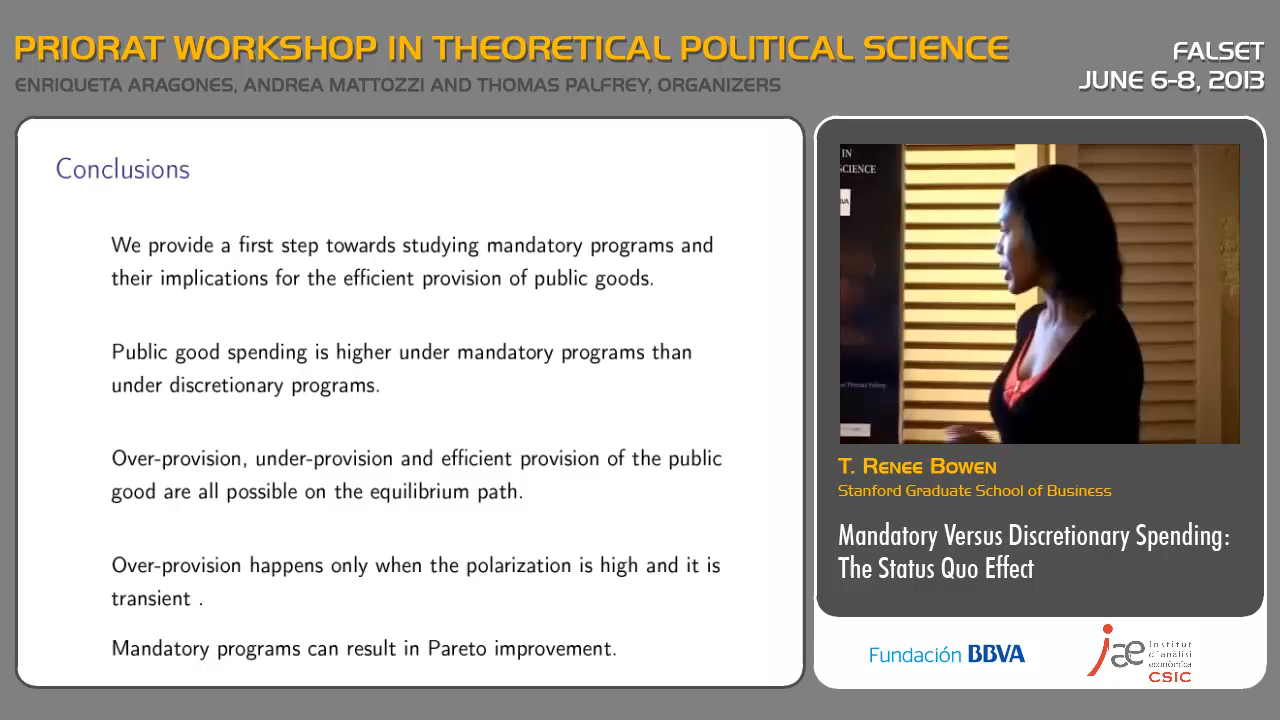 PRIORAT WORKSHOP IN THEORETICAL POLITICAL SCIENCE
ENRIQUETA ARAGONES, ANDREA MATTOZZI AND THOMAS PALFREY, ORGANIZERS
FALSET
JUNE 6-8, 2013
Conclusions
We provide a first step towards studying mandatory programs and
their implications for the efficient provision of public goods.
Public good spending is higher under mandatory programs than
under discretionary programs.
Over-provision, under-provision and efficient provision of the public
good are all possible on the equilibrium path.
Over-provision happens only when the polarization is high and it is
transient .
Mandatory programs can result in Pareto improvement.
IN
SCIENCE
T. Renee Bowen
Stanford Graduate School of Business
Mandatory Versus Discretionary Spending:
The Status Quo Effect
Fundación BBVA
iae
Institut
d'anàlisi
econòmica
CSIC